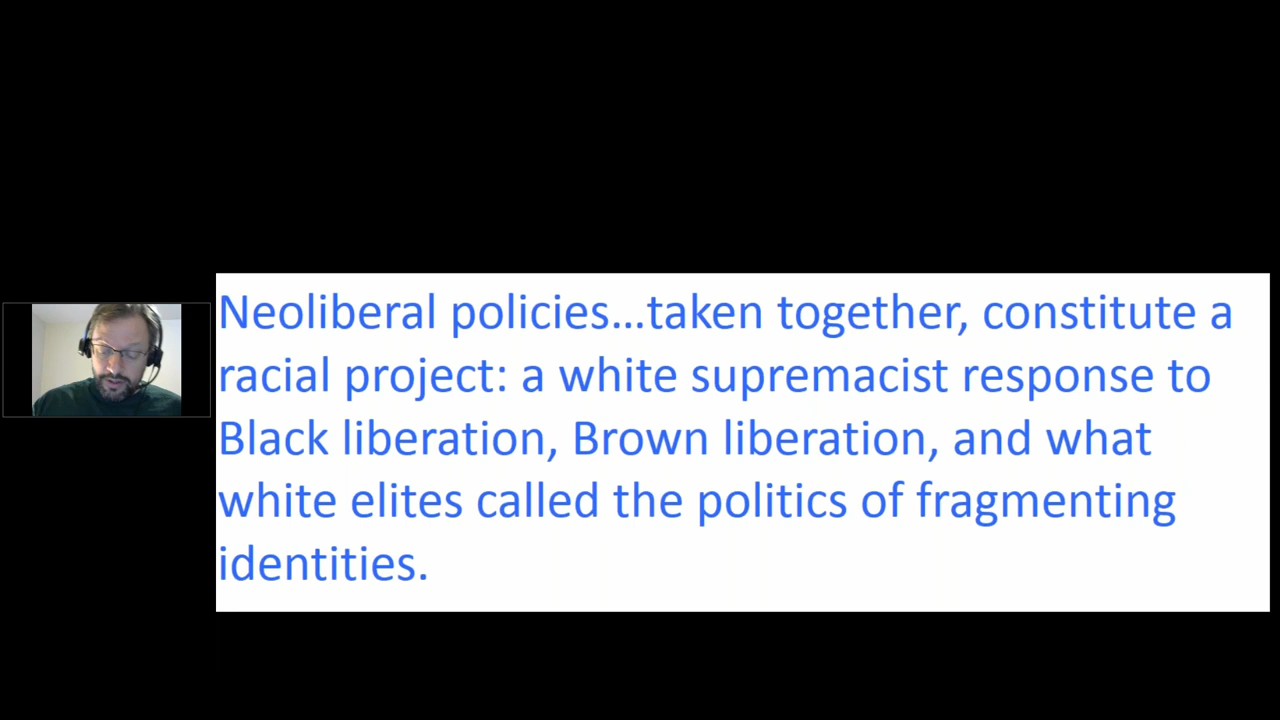 Neoliberal policies…taken together, constitute a
racial project: a white supremacist response to
Black liberation, Brown liberation, and what
white elites called the politics of fragmenting
identities.